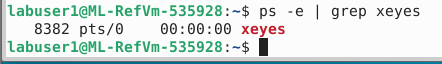 labuser1@ML-RefVm-535928:~$ ps -e | grep xeyes
   8382 pts/0    00:00:00 xeyes
labuser1@ML-RefVm-535928:~$